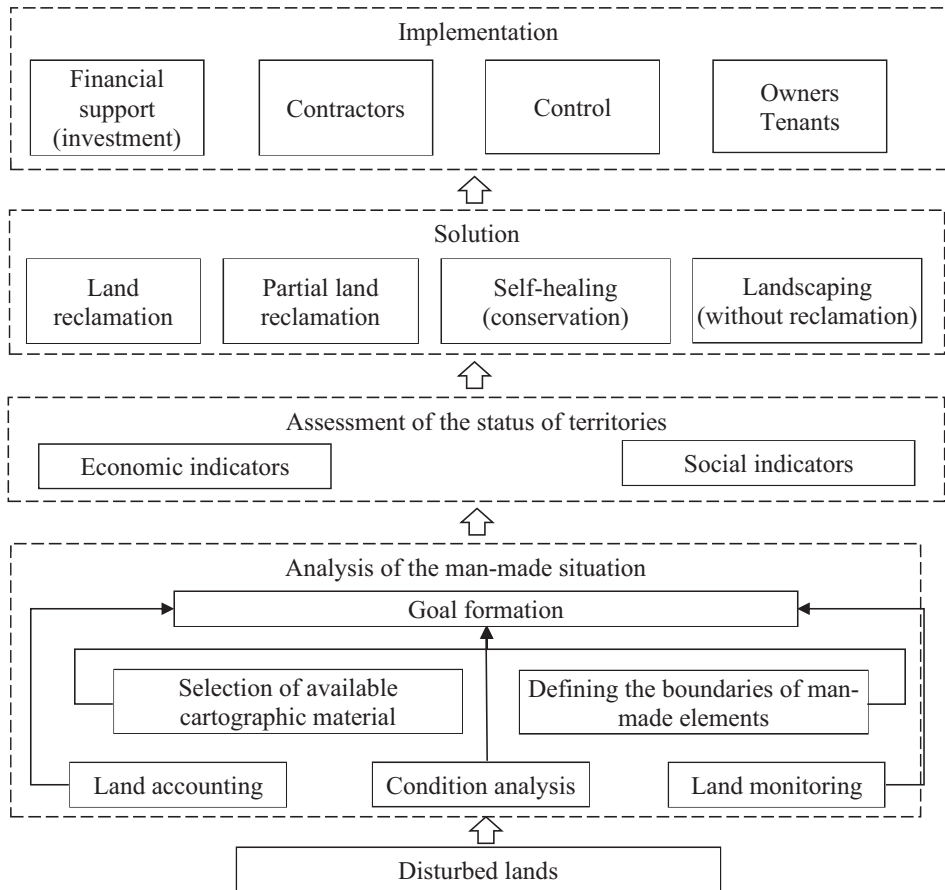 Implementation
Financial
support
(investment)
Contractors
Control
Owners
Tenants
Solution
Land
reclamation
Partial land
reclamation
Self-healing
(conservation)
Landscaping
(without reclamation)
Assessment of the status of territories
Economic indicators
Social indicators
Analysis of the man-made situation
Goal formation
Selection of available
cartographic material
Defining the boundaries of man-
made elements
Land accounting
Condition analysis
Land monitoring
Disturbed lands